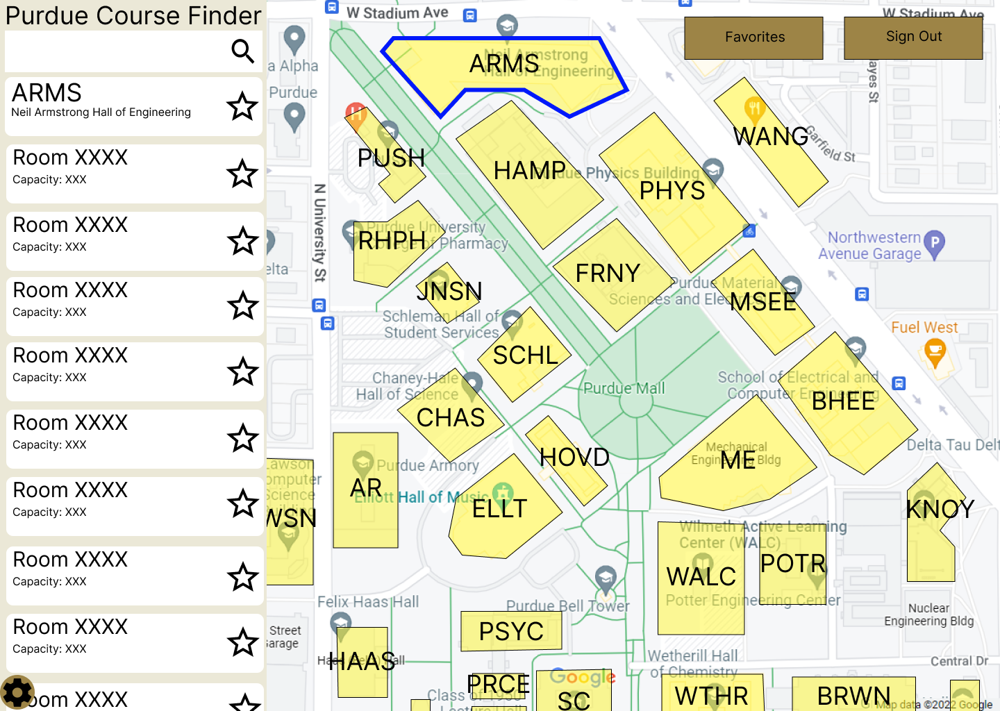 Purdue Course Finder
ARMS
Neil Armstrong Hall of Engineering
Room XXXX
Capacity: XXX
Room XXXX
Capacity: XXX
Room XXXX
Capacity: XXX
Room XXXX
Capacity: XXX
Room XXXX
Capacity: XXX
Room XXXX
Capacity: XXX
Room XXXX
Capacity: XXX
Room XXXX
Capacity: XXX
oom XXXX
W Stadium Ave
W Stadium Ave
Favorites
Sign Out
Neil Armstrong
Hall of Engineering
ARMS
a Alpha
Purdue
H
PUSH
HAMP
Purdue Physics Building
PHYS
WANG
Garfield St
ayes St
N University St
Purdue University
College of Pharmacy
RHPH
elta
JNSN
FRNY
Purdue Material
Sciences and Elec
MSEE
Northwestern
Avenue Garage
P
Fuel West
Schleman Hall of
Student Services
SCHL
Chaney-Hale
Hall of Science
CHAS
Purdue Mall
School of Electrical and
Computer Engineering
BHEE
Delta Tau Delt
Mechanical
Engineering Bldg
ME
HOVD
Purdue Armory
AR
Elliott Hall of Music
ELLT
Lawson
omputer
Science
Building
WSN
KNOY
Wilmeth Active Learning
Center (WALC)
WALC
POTR
Potter Engineering Center
Purdue Bell Tower
Felix Haas Hall
Nuclear
Engineering Bldg
Street
Garage
HAAS
Haas (Felix) Hall
PSYC
Wetherill Hall
of Chemistry
Central Dr
PRCE
Class of 1950
Lecture Hall
Google
SC
WTHR
BRWN
Map data ©2022 Google